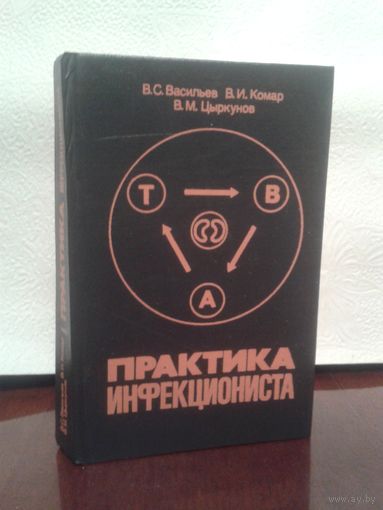 В.С. Васильев В.И. Комар
В.М. Цыркунов
Т
В
А
ПРАКТИКА
ИНФЕКЦИОНИСТА
ПРАКТИКА
www.ay.by